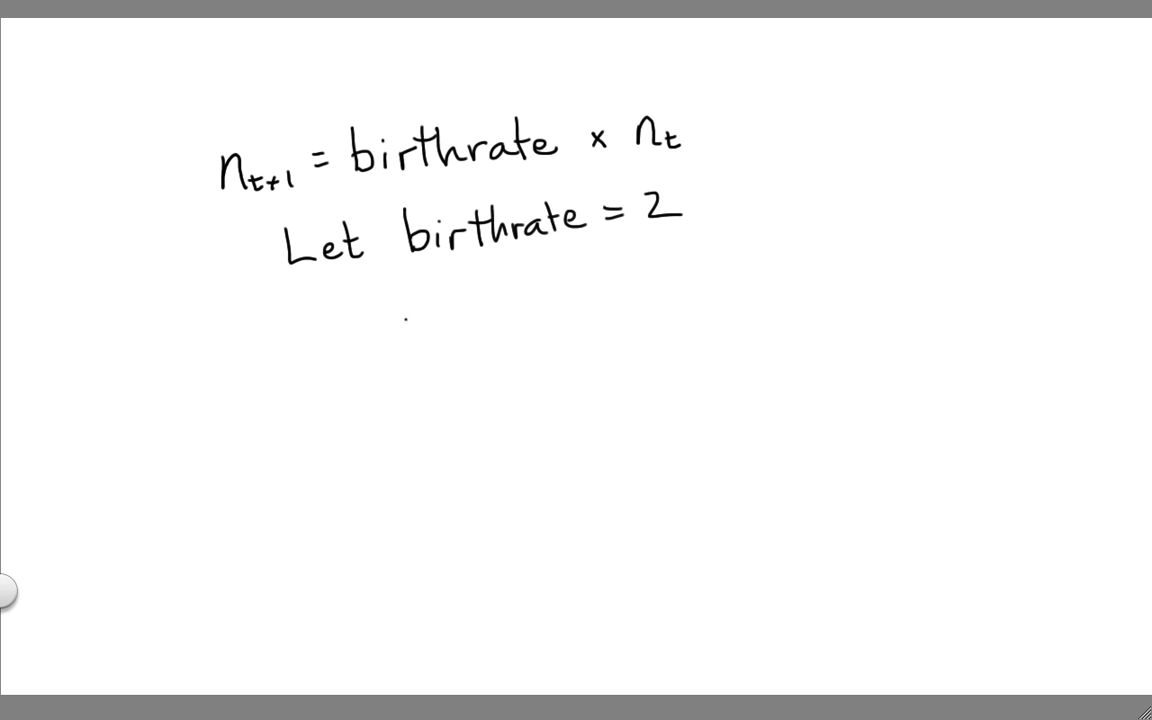 n_{t+1} = birthrate × n_t
Let birthrate = 2